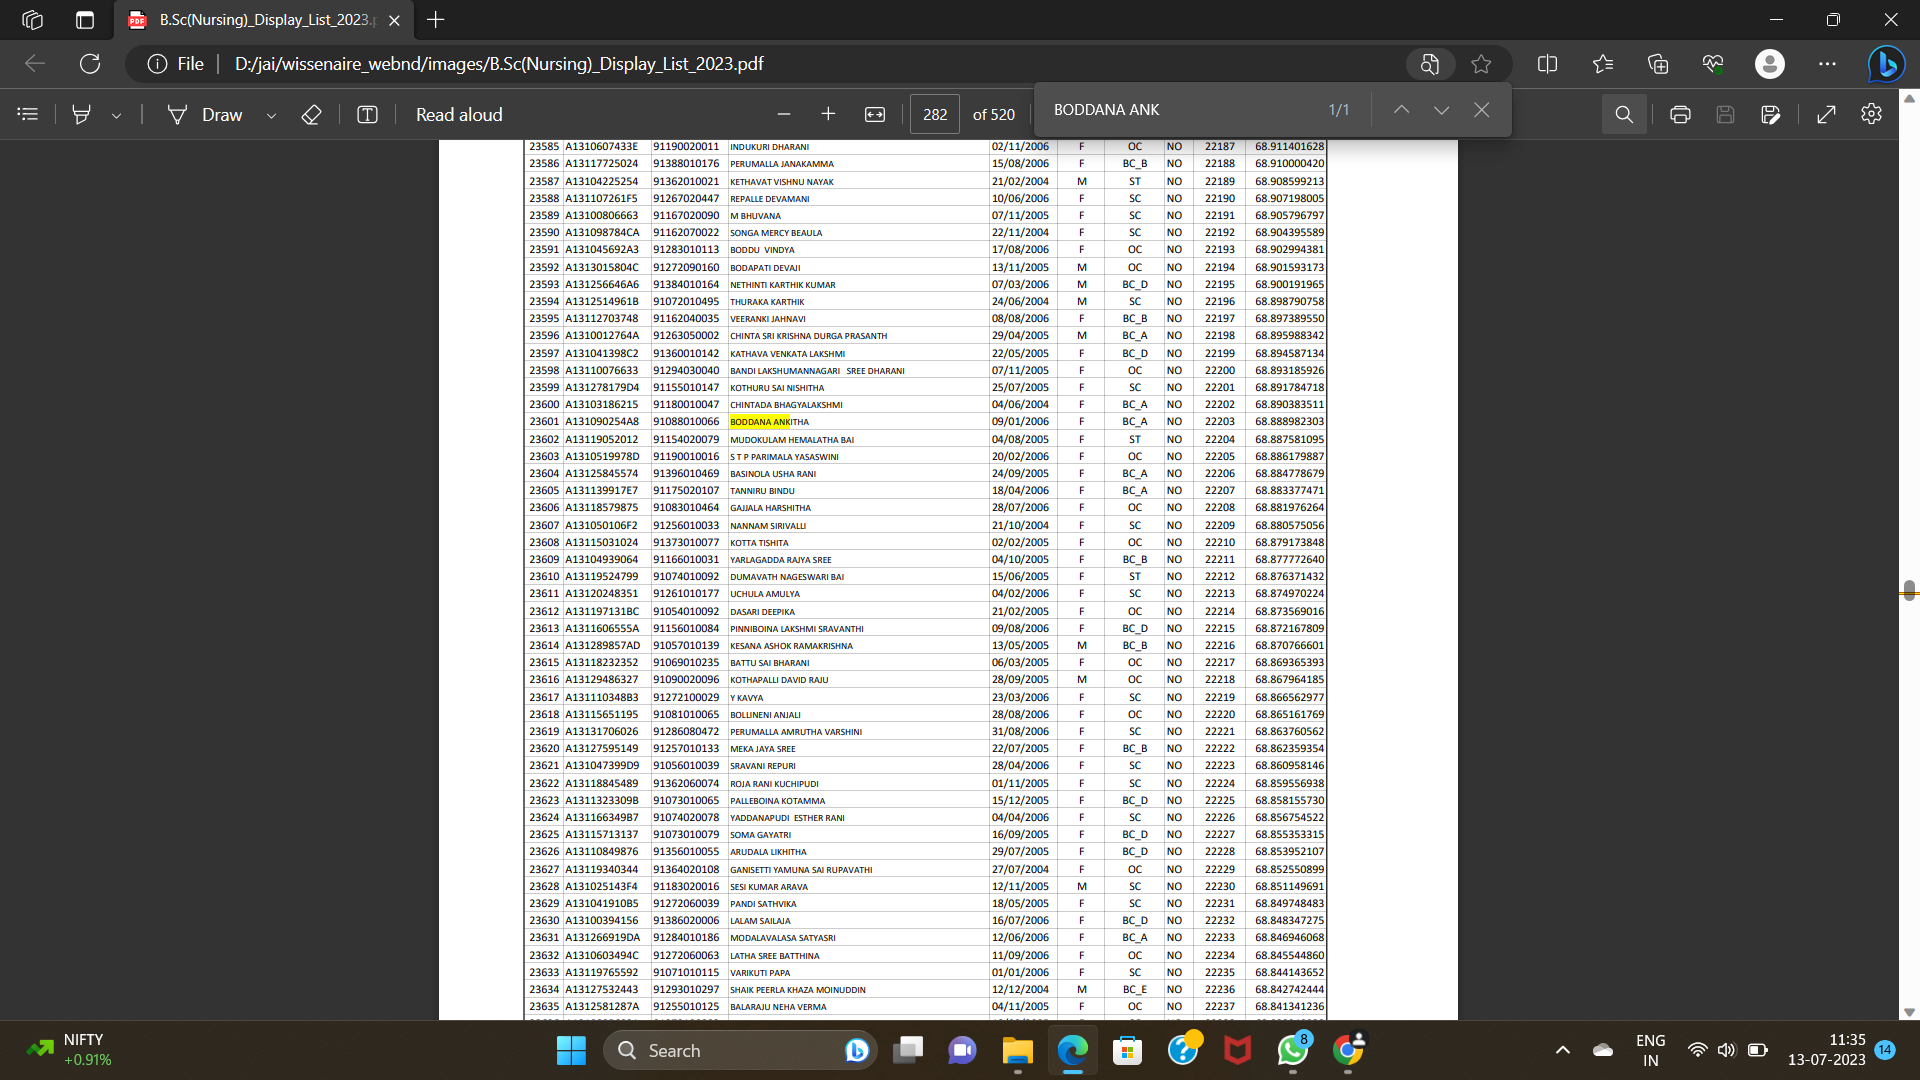 B.Sc(Nursing)_Display_List_2023.p
File D:/jai/wissenaire_webnd/images/B.Sc(Nursing)_Display_List_2023.pdf
Draw Read aloud 282 of 520 BODDANA ANK 1/1
23585 A1310607433E 91190020011 INDUKURI DHARANI 02/11/2006 F OC NO 22187 68.911401628
23586 A13117725024 91388010176 PERUMALLA JANAKAMMA 15/08/2006 F BC_B NO 22188 68.910000420
23587 A13104225254 91362010021 KETHAVAT VISHNU NAYAK 21/02/2004 M ST NO 22189 68.908599213
23588 A131107261F5 91267020447 REPALLE DEVAMANI 10/06/2006 F SC NO 22190 68.907198005
23589 A13100806663 91167020090 M BHUVANA 07/11/2005 F SC NO 22191 68.905796797
23590 A131098784CA 91162070022 SONGA MERCY BEAULA 22/11/2004 F SC NO 22192 68.904395589
23591 A131045692A3 91283010113 BODDU VINDYA 17/08/2006 F OC NO 22193 68.902994381
23592 A1313015804C 91272090160 BODAPATI DEVAJI 13/11/2005 M OC NO 22194 68.901593173
23593 A131256646A6 91384010164 NETHINTI KARTHIK KUMAR 07/03/2006 M BC_D NO 22195 68.900191965
23594 A1312514961B 91072010495 THURAKA KARTHIK 24/06/2004 M SC NO 22196 68.898790758
23595 A13112703748 91162040035 VEERANKI JAHNAVI 08/08/2006 F BC_B NO 22197 68.897389550
23596 A1310012764A 91263050002 CHINTA SRI KRISHNA DURGA PRASANTH 29/04/2005 M BC_A NO 22198 68.895988342
23597 A131041398C2 91360010142 KATHAVA VENKATA LAKSHMI 22/05/2005 F BC_D NO 22199 68.894587134
23598 A13110076633 91294030040 BANDI LAKSHUMANNAGARI SREE DHARANI 07/11/2005 F OC NO 22200 68.893185926
23599 A131278179D4 91155010147 KOTHURU SAI NISHITHA 25/07/2005 F SC NO 22201 68.891784718
23600 A13103186215 91180010047 CHINTADA BHAGYALAKSHMI 04/06/2004 F BC_A NO 22202 68.890383511
23601 A131090254A8 91088010066 BODDANA ANKITHA 09/01/2006 F BC_A NO 22203 68.888982303
23602 A13119052012 91154020079 MUDOKULAM HEMALATHA BAI 04/08/2005 F ST NO 22204 68.887581095
23603 A1310519978D 91190010016 S T P PARIMALA YASASWINI 20/02/2006 F OC NO 22205 68.886179887
23604 A13125845574 91396010469 BASINOLA USHA RANI 24/09/2005 F BC_A NO 22206 68.884778679
23605 A131139917E7 91175020107 TANNIRU BINDU 18/04/2006 F BC_A NO 22207 68.883377471
23606 A13118579875 91083010464 GAJJALA HARSHITHA 28/07/2006 F OC NO 22208 68.881976264
23607 A131050106F2 91256010033 NANNAM SIRIVALLI 21/10/2004 F SC NO 22209 68.880575056
23608 A13115031024 91373010077 KOTTA TISHITA 02/02/2005 F OC NO 22210 68.879173848
23609 A13104939064 91166010031 YARLAGADDA RAJYA SREE 04/10/2005 F BC_B NO 22211 68.877772640
23610 A13119524799 91074010092 DUMAVATH NAGESWARI BAI 15/06/2005 F ST NO 22212 68.876371432
23611 A13120248351 91261010177 UCHULA AMULYA 04/02/2006 F SC NO 22213 68.874970224
23612 A131197131BC 91054010092 DASARI DEEPIKA 21/02/2005 F OC NO 22214 68.873569016
23613 A1311606555A 91156010084 PINNIBOINA LAKSHMI SRAVANTHI 09/08/2006 F BC_D NO 22215 68.872167809
23614 A131289857AD 91057010139 KESANA ASHOK RAMAKRISHNA 13/05/2005 M BC_B NO 22216 68.870766601
23615 A13118232352 91069010235 BATTU SAI BHARANI 06/03/2005 F OC NO 22217 68.869365393
23616 A13129486327 91090020096 KOTHAPALLI DAVID RAJU 28/09/2005 M OC NO 22218 68.867964185
23617 A131110348B3 91272100029 Y KAVYA 23/03/2006 F SC NO 22219 68.866562977
23618 A13115651195 91081010065 BOLLINENI ANJALI 28/08/2006 F OC NO 22220 68.865161769
23619 A13131706026 91286080472 PERUMALLA AMRUTHA VARSHINI 31/08/2006 F SC NO 22221 68.863760562
23620 A13127595149 91257010133 MEKA JAYA SREE 22/07/2005 F BC_B NO 22222 68.862359354
23621 A131047399D9 91056010039 SRAVANI REPURI 28/04/2006 F SC NO 22223 68.860958146
23622 A13118845489 91362060074 ROJA RANI KUCHIPUDI 01/11/2005 F SC NO 22224 68.859556938
23623 A1311323309B 91073010065 PALLEBOINA KOTAMMA 15/12/2005 F BC_D NO 22225 68.858155730
23624 A131166349B7 91074020078 YADDANAPUDI ESTHER RANI 04/04/2006 F SC NO 22226 68.856754522
23625 A13115713137 91073010079 SOMA GAYATRI 16/09/2005 F BC_D NO 22227 68.855353315
23626 A13110849876 91356010055 ARUDALA LIKHITHA 29/07/2005 F BC_D NO 22228 68.853952107
23627 A13119340344 91364020108 GANISETTI YAMUNA SAI RUPAVATHI 27/07/2004 F OC NO 22229 68.852550899
23628 A131025143F4 91183020016 SESI KUMAR ARAVA 12/11/2005 M SC NO 22230 68.851149691
23629 A131041910B5 91272060039 PANDI SATHVIKA 18/05/2005 F SC NO 22231 68.849748483
23630 A13100394156 91386020006 LALAM SAILAJA 16/07/2006 F BC_D NO 22232 68.848347275
23631 A131266919DA 91284010186 MODALAVALASA SATYASRI 12/06/2006 F BC_A NO 22233 68.846946068
23632 A1310603494C 91272060063 LATHA SREE BATTHINA 11/09/2006 F OC NO 22234 68.845544860
23633 A13119765592 91071010115 VARIKUTI PAPA 01/01/2006 F SC NO 22235 68.844143652
23634 A13127532443 91293010297 SHAIK PEERLA KHAZA MOINUDDIN 12/12/2004 M BC_E NO 22236 68.842742444
23635 A1312581287A 91255010125 BALARAJU NEHA VERMA 04/11/2005 F OC NO 22237 68.841341236
NIFTY
+0.91%
Search
8
ENG
IN
11:35
13-07-2023
14